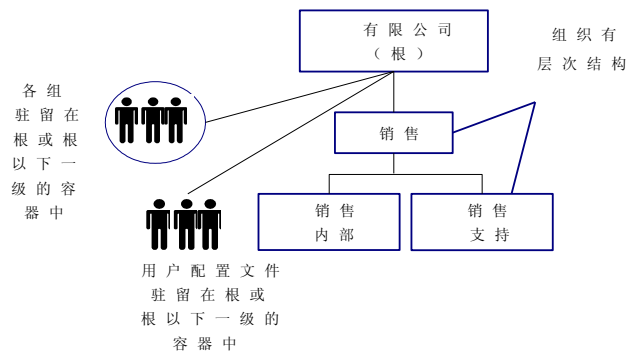 有限公司
（根）
组织有
层次结构
各组
驻留在
根或根
以下一
级的容
器中
销售
销售
内部
销售
支持
用户配置文件
驻留在根或
根以下一级的
容器中